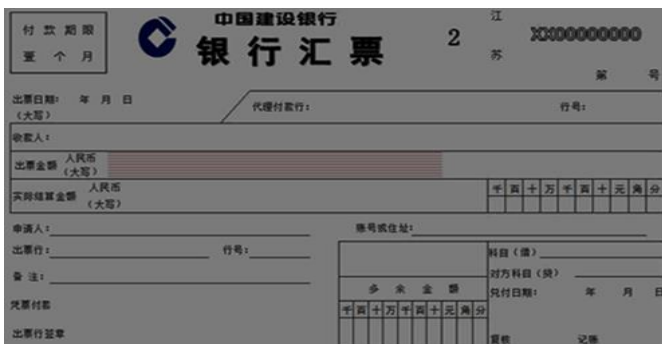 付款期限
壹个月
中国建设银行
银行汇票
2
江苏
XX00000000
第 号
出票日期: 年 月 日
(大写)
代理付款行: 行号:
收款人:
出票金额 人民币
(大写)
实际结算金额 人民币
(大写)
千百十万千百十元角分
申请人: 账号或住址:
出票行: 行号:
备注:
凭票付款
出票行签章
多余金额
千百十万千百十元角分
科目(借)
对方科目(贷)
兑付日期: 年 月 日
复核 记账